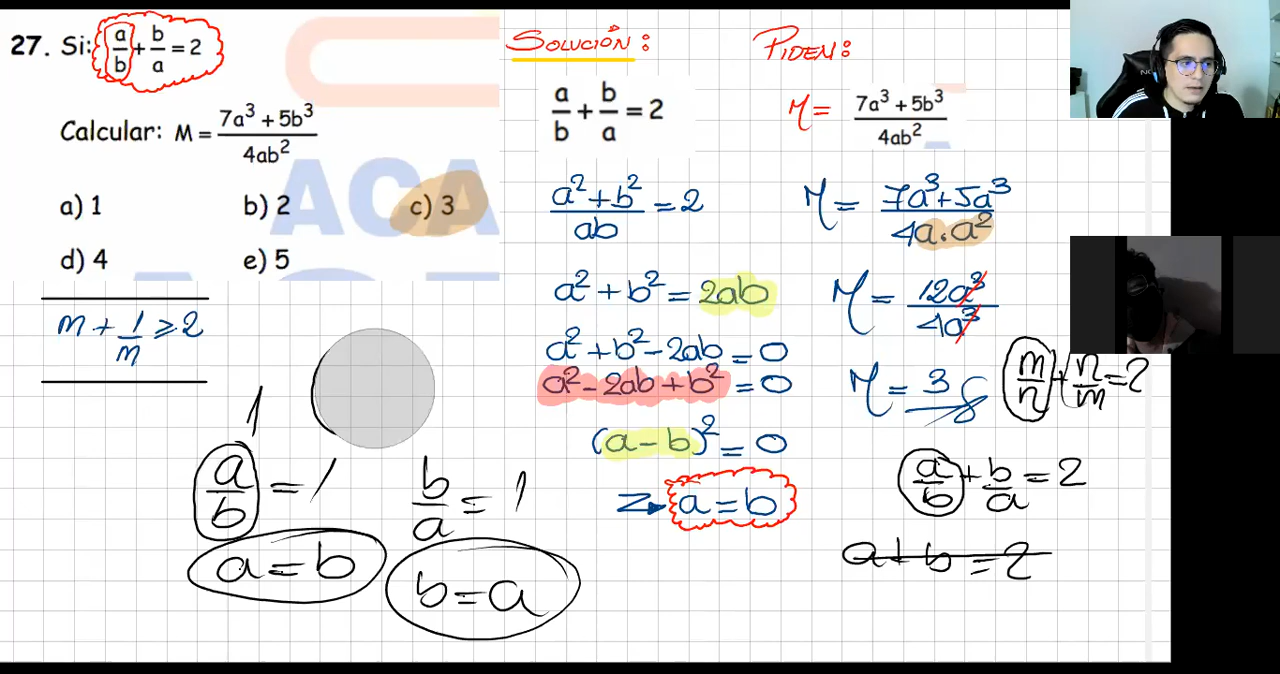 27. Si: a/b + b/a = 2
Calcular: M = (7a³ + 5b³)/(4ab²)
a) 1 b) 2 c) 3
d) 4 e) 5
ACA
m + 1/m ≥ 2
1
a/b = 1
a = b
b/a = 1
b = a
SOLUCIÓN:
a/b + b/a = 2
(a² + b²)/(ab) = 2
a² + b² = 2ab
a² + b² - 2ab = 0
a² - 2ab + b² = 0
(a - b)² = 0
a = b
PIDEN:
M = (7a³ + 5b³)/(4ab²)
M = (7a³ + 5a³)/(4a·a²)
M = 12a³/4a³
M = 3
m/n + n/m = 2
a/b + b/a = 2
a + b = 2